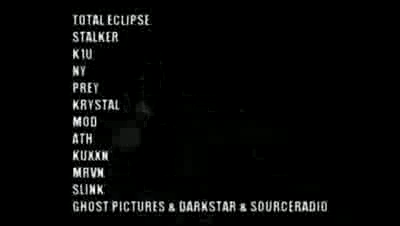 TOTAL ECLIPSE
STALKER
K1U
NY
PREY
KRYSTAL
MOD
ATH
KUXXN
MRVN
SLINK
GHOST PICTURES & DARKSTAR & SOURCERADIO